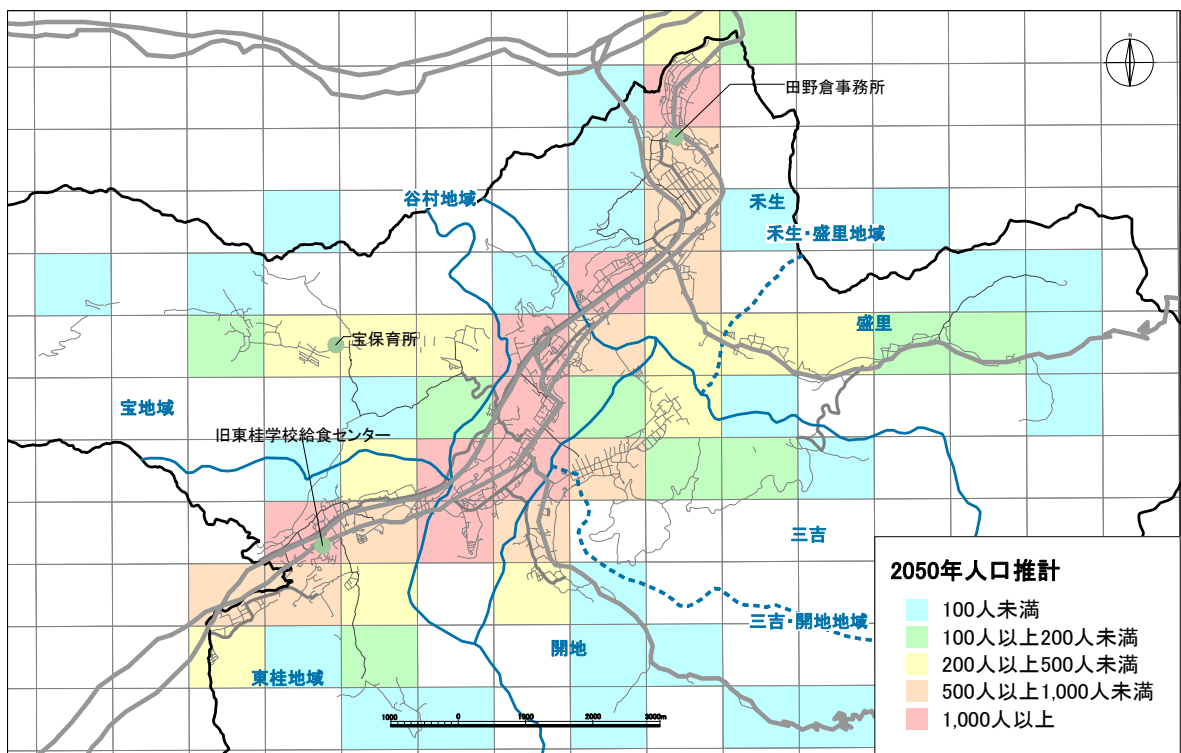 N
田野倉事務所
谷村地域
禾生
禾生・盛里地域
盛里
宝保育所
宝地域
旧東桂学校給食センター
三吉
三吉・開地地域
開地
東桂地域
1000 0 1000 2000 3000m
2050年人口推計
100人未満
100人以上200人未満
200人以上500人未満
500人以上1,000人未満
1,000人以上